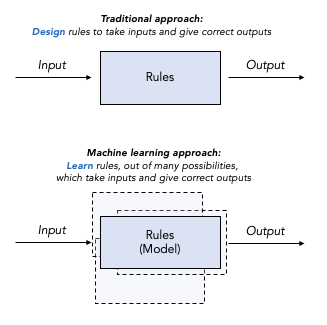 Traditional approach:
Design rules to take inputs and give correct outputs
Input
Rules
Output
Machine learning approach:
Learn rules, out of many possibilities,
which take inputs and give correct outputs
Input
Rules
(Model)
Output